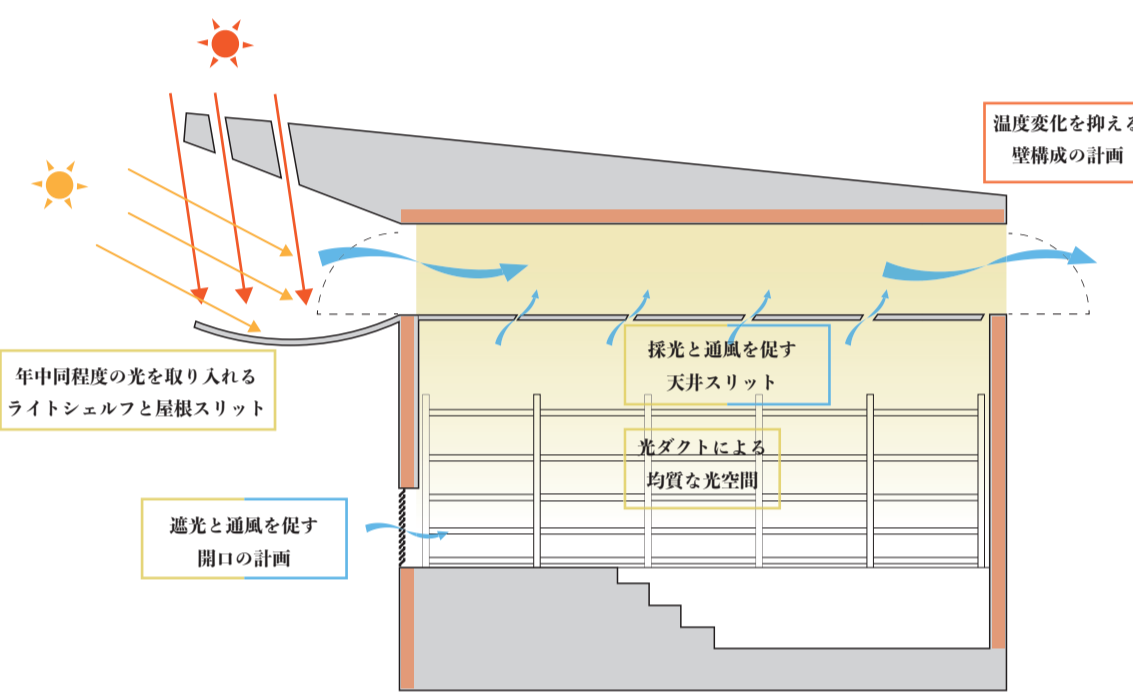 温度変化を抑える
壁構成の計画
採光と通風を促す
天井スリット
年中同程度の光を取り入れる
ライトシェルフと屋根スリット
光ダクトによる
均質な光空間
遮光と通風を促す
開口の計画